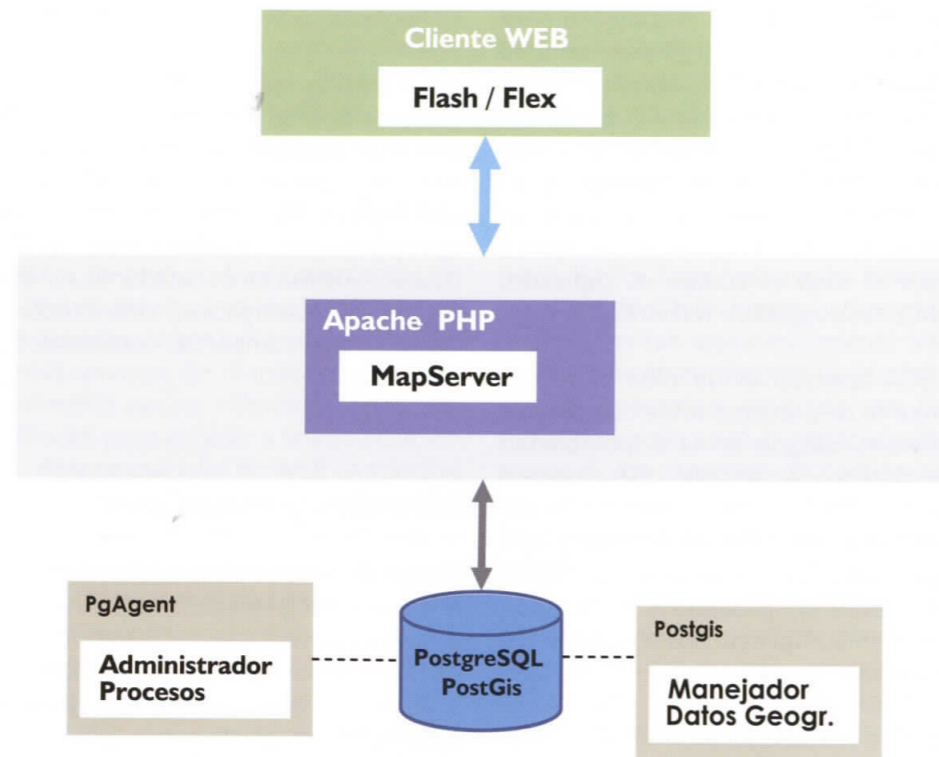 Cliente WEB
Flash / Flex
Apache PHP
MapServer
PgAgent
Administrador
Procesos
PostgreSQL
PostGis
Postgis
Manejador
Datos Geogr.